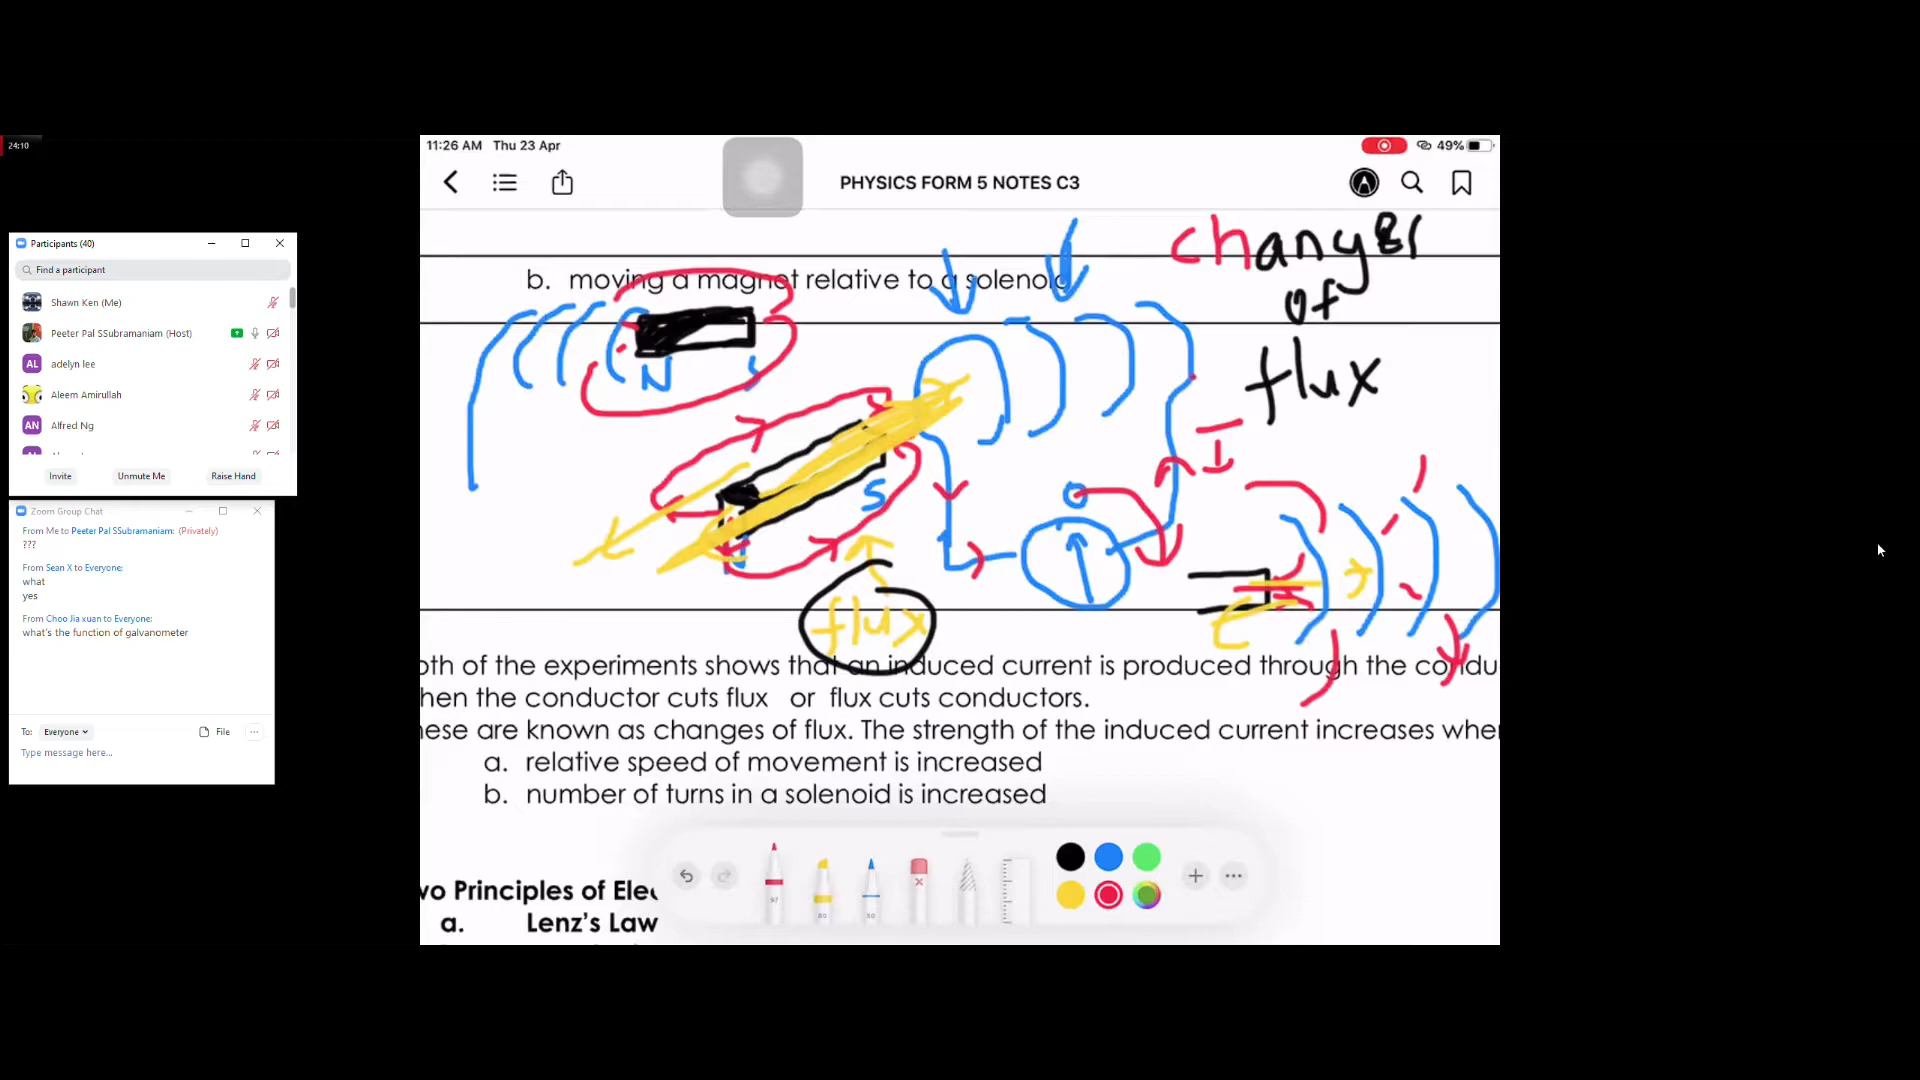 24:10
Participants (40)
Find a participant
Shawn Ken (Me)
Peeter Pal SSubramaniam (Host)
AL adelyn lee
Aleem Amirullah
AN Alfred Ng
Invite Unmute Me Raise Hand
Zoom Group Chat
From Me to Peeter Pal SSubramaniam: (Privately)
???
From Sean X to Everyone:
what
yes
From Choo Jia xuan to Everyone:
what's the function of galvanometer
To: Everyone File
Type message here...
11:26 AM Thu 23 Apr
49%
PHYSICS FORM 5 NOTES C3
b. moving a magnet relative to a solenoid
of
flux
N
S
I
flux
oth of the experiments shows that an induced current is produced through the condu
hen the conductor cuts flux or flux cuts conductors.
ese are known as changes of flux. The strength of the induced current increases whe
a. relative speed of movement is increased
b. number of turns in a solenoid is increased
wo Principles of Elec
a. Lenz's Law
97
80
50